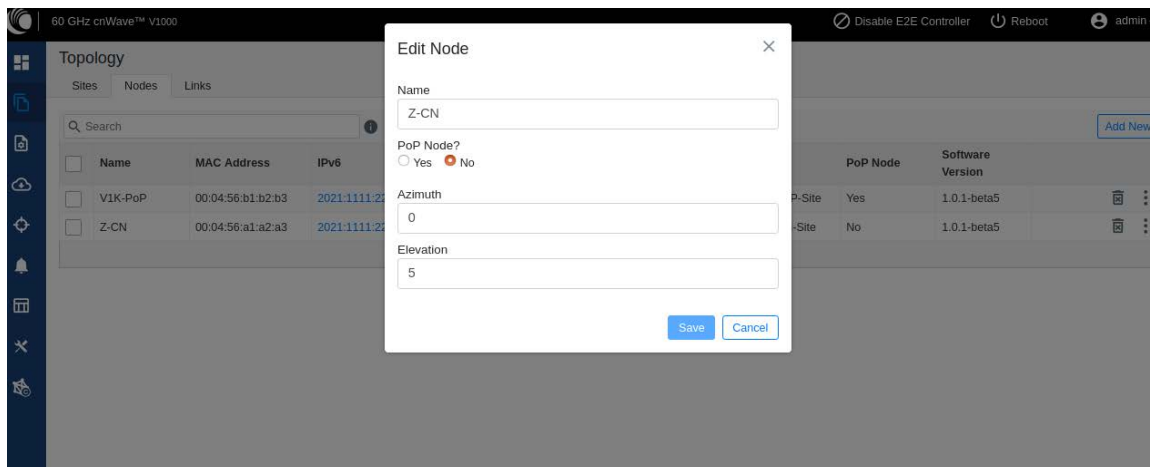 60 GHz cnWave™ V1000
Disable E2E Controller
Reboot
admin
Topology
Sites
Nodes
Links
Search
Add New
Name
MAC Address
IPv6
PoP Node
Software
Version
V1K-PoP
00:04:56:b1:b2:b3
2021:1111:22
P-Site
Yes
1.0.1-beta5
Z-CN
00:04:56:a1:a2:a3
2021:1111:22
-Site
No
1.0.1-beta5
Edit Node
Name
Z-CN
PoP Node?
Yes
No
Azimuth
0
Elevation
5
Save
Cancel